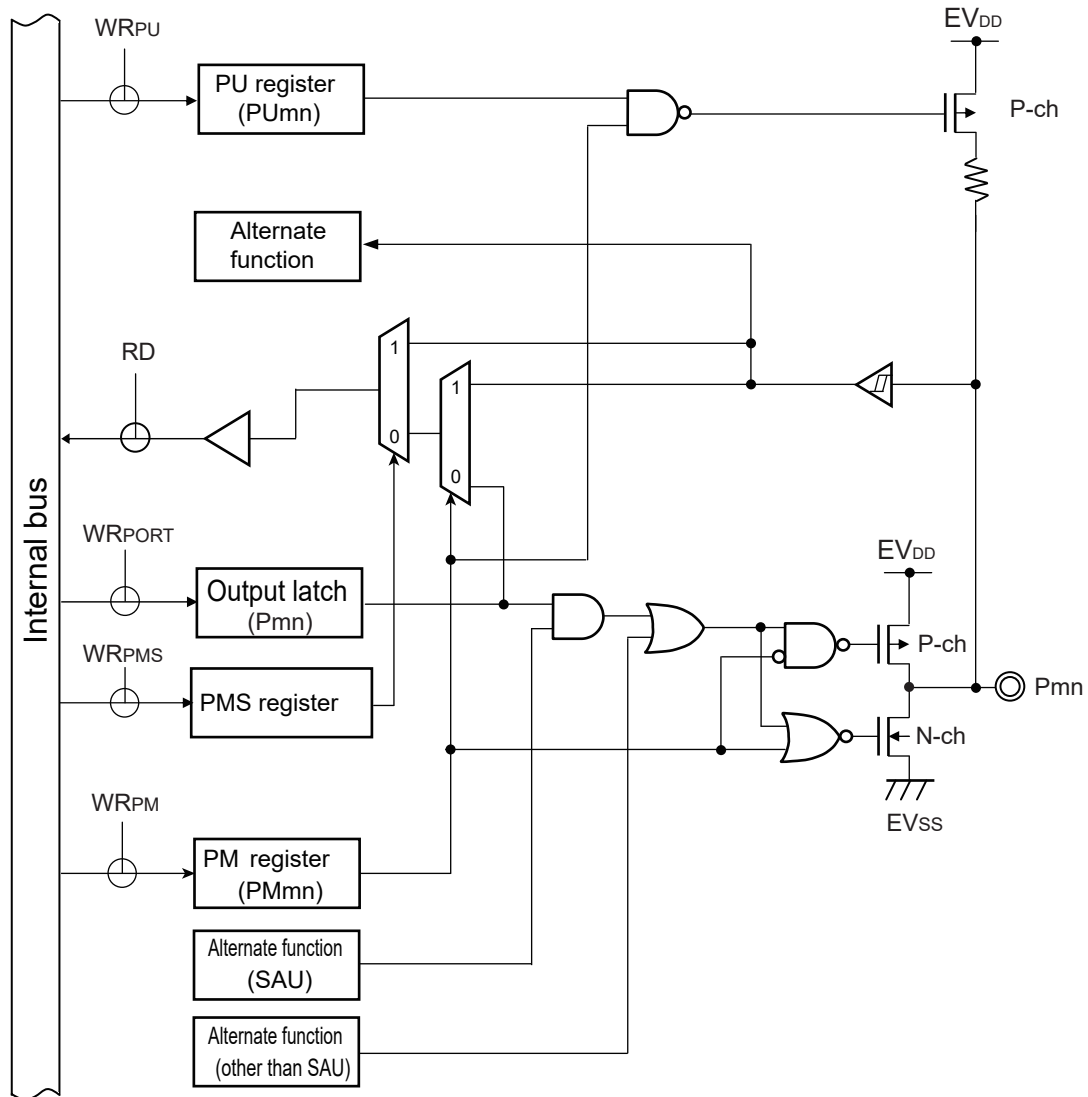 EVDD
WRPU
PU register
(PUmn)
P-ch
Alternate
function
RD
1
0
1
0
Internal bus
WRPORT
Output latch
(Pmn)
EVDD
P-ch
WRPMS
PMS register
Pmn
N-ch
EVSS
WRPM
PM register
(PMmn)
Alternate function
(SAU)
Alternate function
(other than SAU)